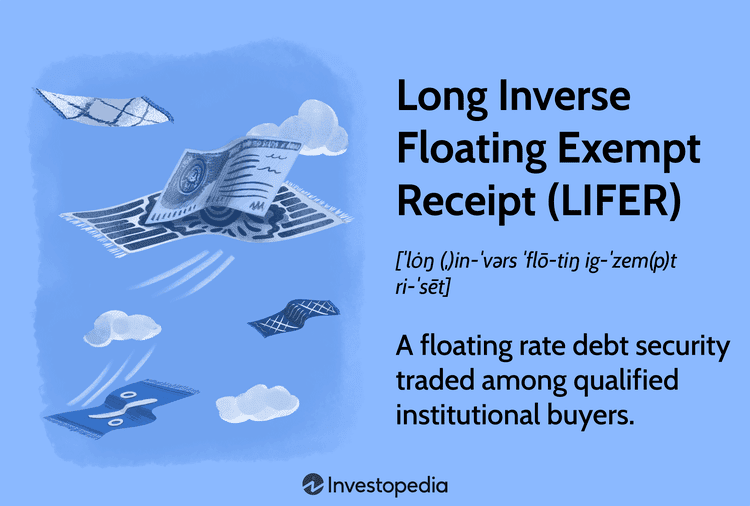 Long Inverse
Floating Exempt
Receipt (LIFER)
[ˈlȯŋ (ˌ)in-ˈvərs ˈflō-tiŋ ig-ˈzem(p)t
ri-ˈsēt]
A floating rate debt security
traded among qualified
institutional buyers.
Investopedia